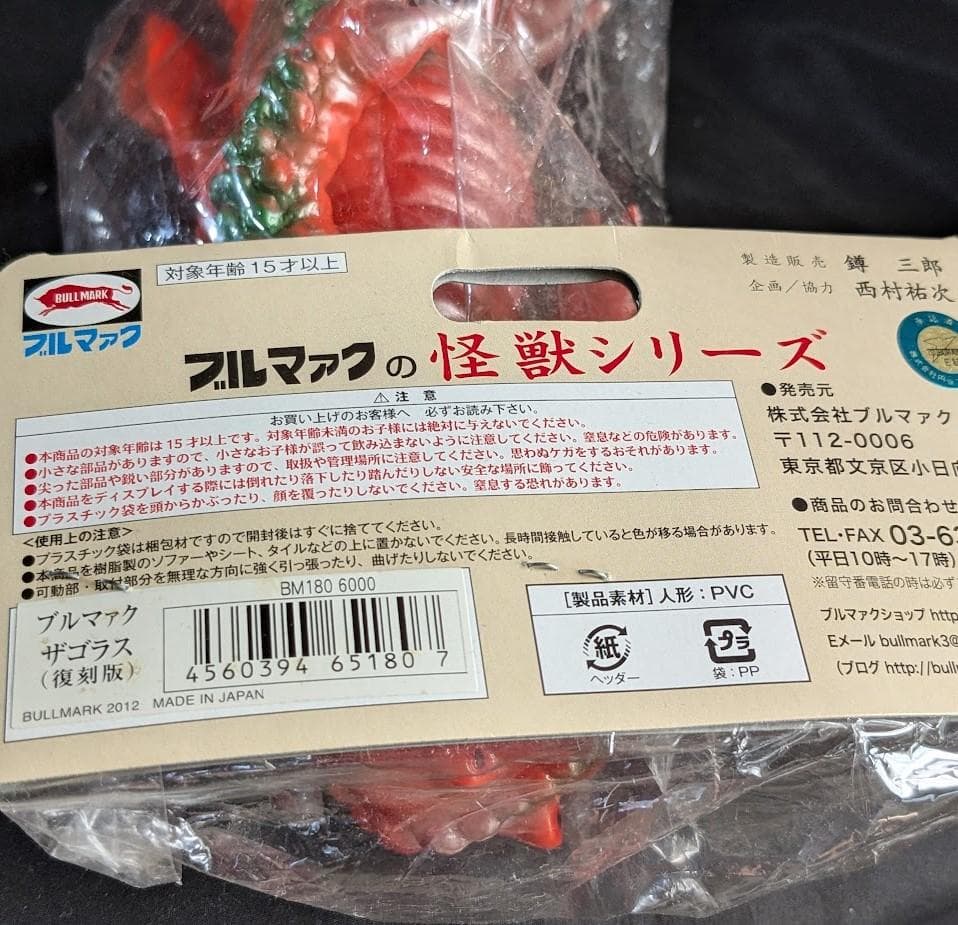 BULLMARK
ブルマァク
対象年齢15才以上
製造販売 鐏 三郎
企画／協力 西村祐次
ブルマァクの怪獣シリーズ
⚠注意
お買い上げのお客様へ 必ずお読み下さい。
●本商品の対象年齢は15才以上です。対象年齢未満のお子様には絶対に与えないでください。
●小さな部品がありますので、小さなお子様が誤って飲み込まないように注意してください。窒息などの危険があります。
●尖った部品や鋭い部分がありますので、取扱や管理場所に注意してください。思わぬケガをするおそれがあります。
●本商品をディスプレイする際には倒れたり落下したり踏んだりしない安全な場所に飾ってください。
●プラスチック袋を頭からかぶったり、顔を覆ったりしないでください。窒息する恐れがあります。
<使用上の注意>
●プラスチック袋は梱包材ですので開封後はすぐに捨ててください。
●本商品を樹脂製のソファーやシート、タイルなどの上に置かないでください。長時間接触していると色が移る場合があります。
●可動部・取付部分を無理な方向に強く引っ張ったり、曲げたりしないでください。
●発売元
株式会社ブルマァク
〒112-0006
東京都文京区小日向
●商品のお問合わせ
TEL・FAX 03-63
(平日10時〜17時)
※留守番電話の時は必ず
ブルマァクショップ http
Eメール bullmark3@
(ブログ http://bull
BM180 6000
ブルマァク
ザゴラス
(復刻版)
4560394 65180 7
BULLMARK 2012 MADE IN JAPAN
[製品素材] 人形：PVC
紙
ヘッダー
プラ
袋：PP